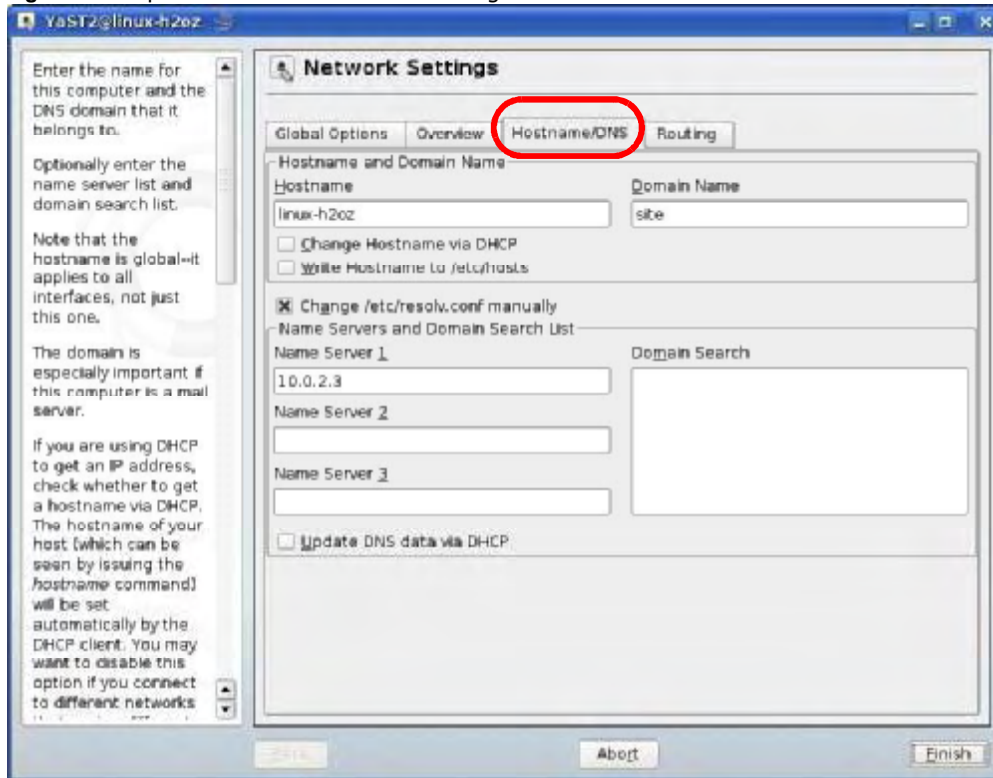 YaST2@linux-h2oz
Enter the name for
this computer and the
DNS domain that it
belongs to.
Optionally enter the
name server list and
domain search list.
Note that the
hostname is global--it
applies to all
interfaces, not just
this one.
The domain is
especially important if
this computer is a mail
server.
If you are using DHCP
to get an IP address,
check whether to get
a hostname via DHCP.
The hostname of your
host (which can be
seen by issuing the
hostname command)
will be set
automatically by the
DHCP client. You may
want to disable this
option if you connect
to different networks
Network Settings
Global Options Overview Hostname/DNS Routing
Hostname and Domain Name
Hostname Domain Name
linux-h2oz site
Change Hostname via DHCP
Write Hostname to /etc/hosts
Change /etc/resolv.conf manually
Name Servers and Domain Search List
Name Server 1 Domain Search
10.0.2.3
Name Server 2
Name Server 3
Update DNS data via DHCP
Back Abort Finish